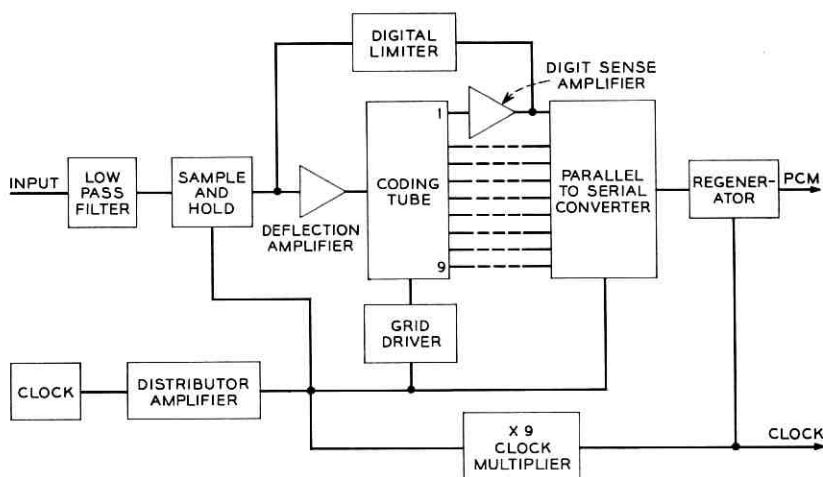 DIGITAL
LIMITER
DIGIT SENSE
AMPLIFIER
1
INPUT
LOW
PASS
FILTER
SAMPLE
AND
HOLD
DEFLECTION
AMPLIFIER
CODING
TUBE
9
PARALLEL
TO SERIAL
CONVERTER
REGENER-
ATOR
PCM
GRID
DRIVER
CLOCK
DISTRIBUTOR
AMPLIFIER
X 9
CLOCK
MULTIPLIER
CLOCK